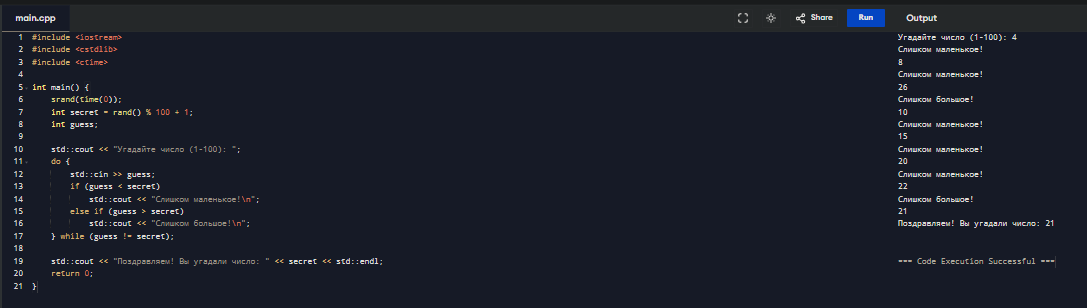 main.cpp
Share
Run
Output
1 #include <iostream>
2 #include <cstdlib>
3 #include <ctime>
4
5 int main() {
6 srand(time(0));
7 int secret = rand() % 100 + 1;
8 int guess;
9
10 std::cout << "Угадайте число (1-100): ";
11 do {
12 std::cin >> guess;
13 if (guess < secret)
14 std::cout << "Слишком маленькое!\n";
15 else if (guess > secret)
16 std::cout << "Слишком большое!\n";
17 } while (guess != secret);
18
19 std::cout << "Поздравляем! Вы угадали число: " << secret << std::endl;
20 return 0;
21 }
Угадайте число (1-100): 4
Слишком маленькое!
8
Слишком маленькое!
26
Слишком большое!
10
Слишком маленькое!
15
Слишком маленькое!
20
Слишком маленькое!
22
Слишком большое!
21
Поздравляем! Вы угадали число: 21
=== Code Execution Successful ===